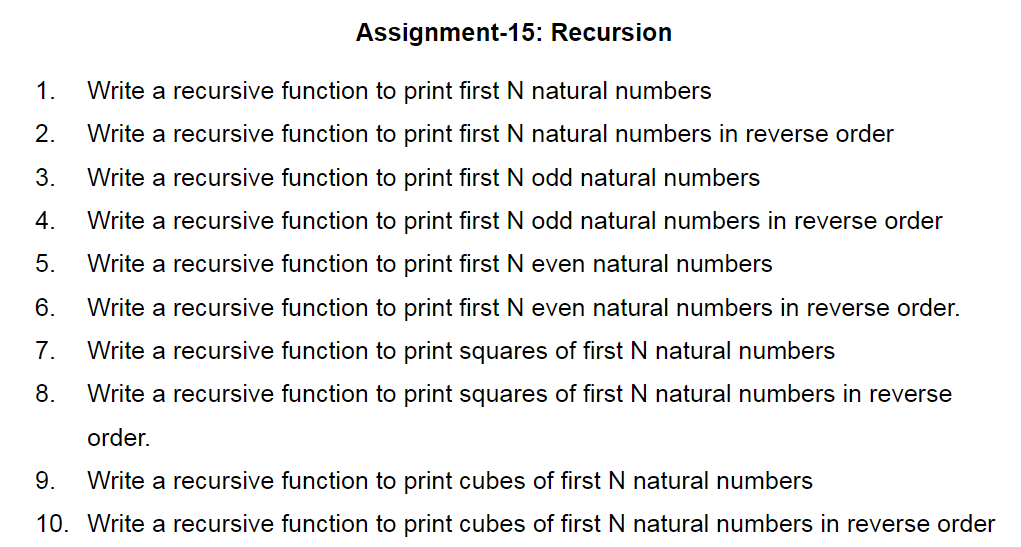 Assignment-15: Recursion
1. Write a recursive function to print first N natural numbers
2. Write a recursive function to print first N natural numbers in reverse order
3. Write a recursive function to print first N odd natural numbers
4. Write a recursive function to print first N odd natural numbers in reverse order
5. Write a recursive function to print first N even natural numbers
6. Write a recursive function to print first N even natural numbers in reverse order.
7. Write a recursive function to print squares of first N natural numbers
8. Write a recursive function to print squares of first N natural numbers in reverse
order.
9. Write a recursive function to print cubes of first N natural numbers
10. Write a recursive function to print cubes of first N natural numbers in reverse order